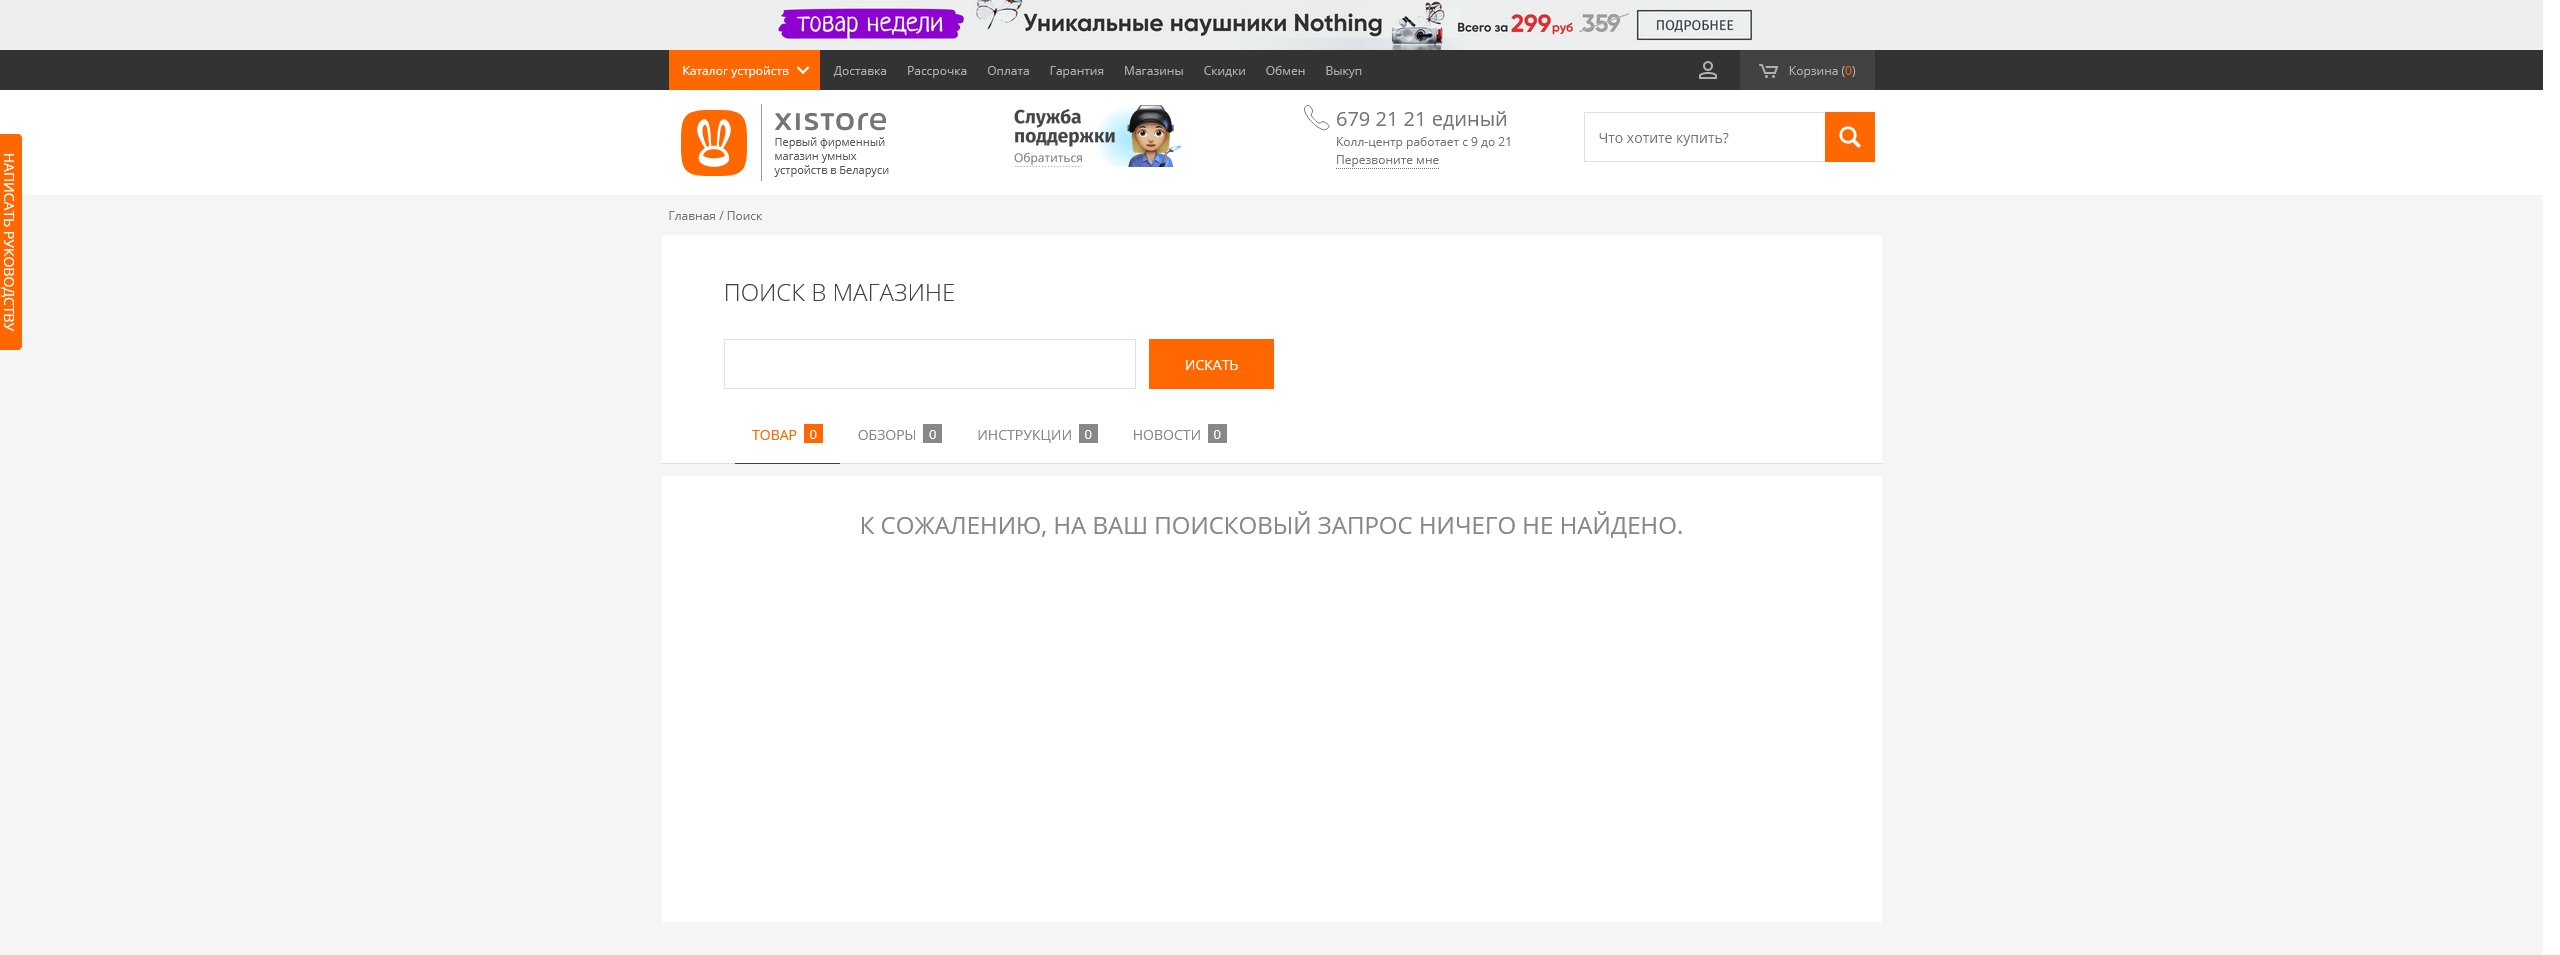 товар недели
Уникальные наушники Nothing
Всего за 299 руб 359
ПОДРОБНЕЕ
Каталог устройств
Доставка
Рассрочка
Оплата
Гарантия
Магазины
Скидки
Обмен
Выкуп
Корзина (0)
xistore
Первый фирменный
магазин умных
устройств в Беларуси
Служба
поддержки
Обратиться
679 21 21 единый
Колл-центр работает с 9 до 21
Перезвоните мне
Что хотите купить?
НАПИСАТЬ РУКОВОДСТВУ
Главная / Поиск
ПОИСК В МАГАЗИНЕ
ИСКАТЬ
ТОВАР 0
ОБЗОРЫ 0
ИНСТРУКЦИИ 0
НОВОСТИ 0
К СОЖАЛЕНИЮ, НА ВАШ ПОИСКОВЫЙ ЗАПРОС НИЧЕГО НЕ НАЙДЕНО.